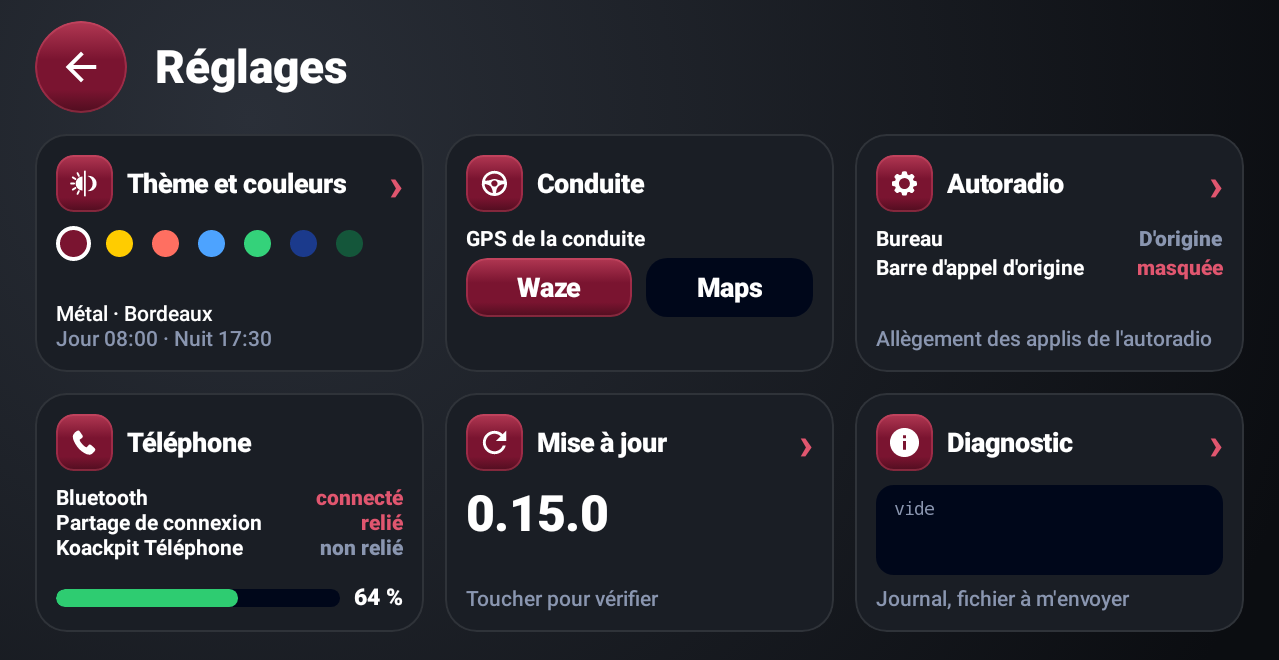 Réglages
Thème et couleurs
Métal · Bordeaux
Jour 08:00 · Nuit 17:30
Conduite
GPS de la conduite
Waze
Maps
Autoradio
Bureau
D'origine
Barre d'appel d'origine
masquée
Allègement des applis de l'autoradio
Téléphone
Bluetooth
connecté
Partage de connexion
relié
Koackpit Téléphone
non relié
64 %
Mise à jour
0.15.0
Toucher pour vérifier
Diagnostic
vide
Journal, fichier à m'envoyer